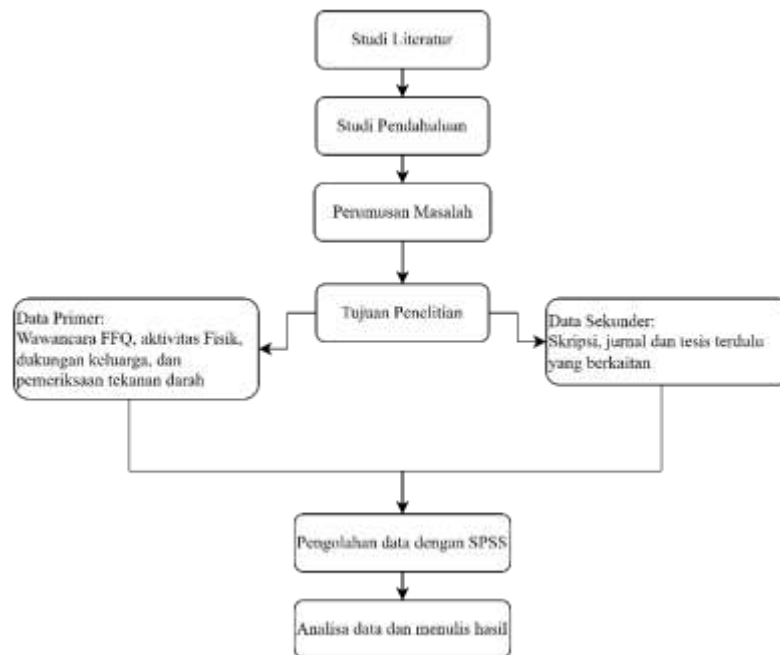 Studi Literatur
Studi Pendahaluan
Perumusan Masalah
Tujuan Penelitian
Data Primer:
Wawancara FFQ, aktivitas Fisik,
dukungan keluarga, dan
pemeriksaan tekanan darah
Data Sekunder:
Skripsi, jurnal dan tesis terdulu
yang berkaitan
Pengolahan data dengan SPSS
Analisa data dan menulis hasil